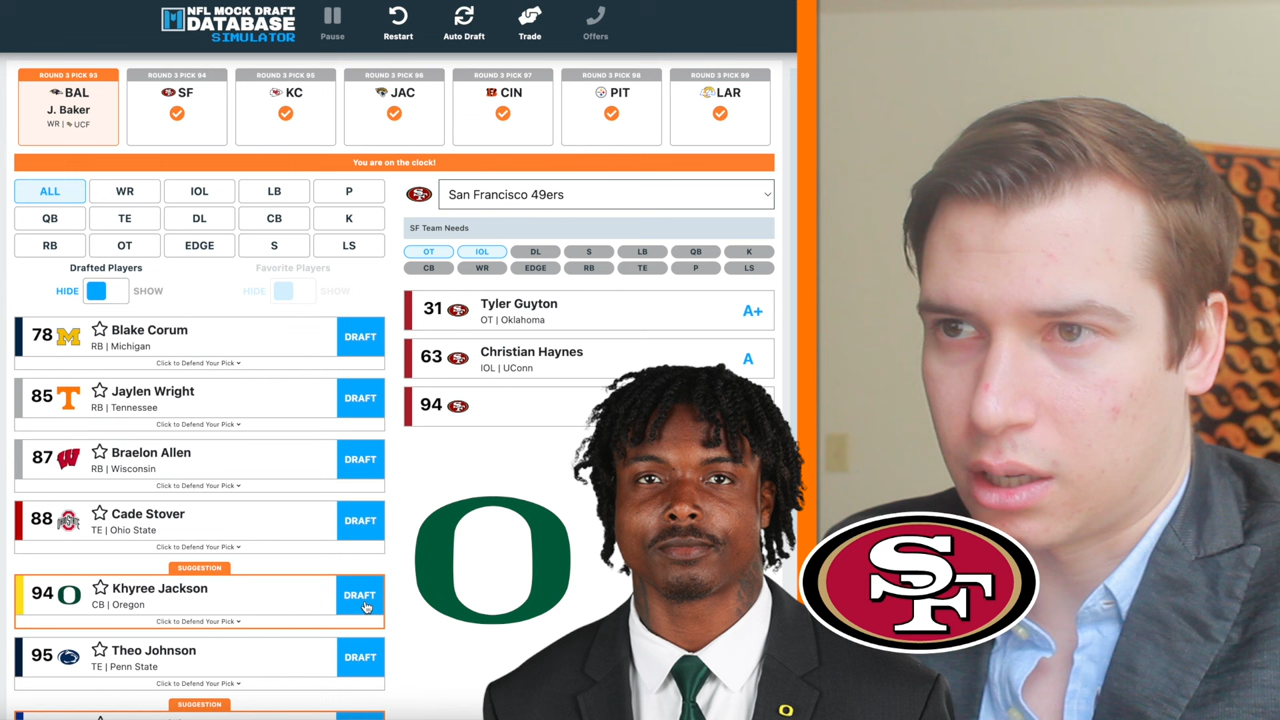 NFL MOCK DRAFT
DATABASE
SIMULATOR
Pause
Restart
Auto Draft
Trade
Offers
ROUND 3 PICK 93
BAL
J. Baker
WR | UCF
ROUND 3 PICK 94
SF
ROUND 3 PICK 95
KC
ROUND 3 PICK 96
JAC
ROUND 3 PICK 97
CIN
ROUND 3 PICK 98
PIT
ROUND 3 PICK 99
LAR
You are on the clock!
ALL WR IOL LB P
QB TE DL CB K
RB OT EDGE S LS
Drafted Players
HIDE SHOW
Favorite Players
HIDE SHOW
78 Blake Corum
RB | Michigan
DRAFT
Click to Defend Your Pick
85 Jaylen Wright
RB | Tennessee
DRAFT
Click to Defend Your Pick
87 Braelon Allen
RB | Wisconsin
DRAFT
Click to Defend Your Pick
88 Cade Stover
TE | Ohio State
DRAFT
Click to Defend Your Pick
SUGGESTION
94 Khyree Jackson
CB | Oregon
DRAFT
Click to Defend Your Pick
95 Theo Johnson
TE | Penn State
DRAFT
Click to Defend Your Pick
SUGGESTION
San Francisco 49ers
SF Team Needs
OT IOL DL S LB QB K
CB WR EDGE RB TE P LS
31 Tyler Guyton
OT | Oklahoma
A+
63 Christian Haynes
IOL | UConn
A
94
O
SF